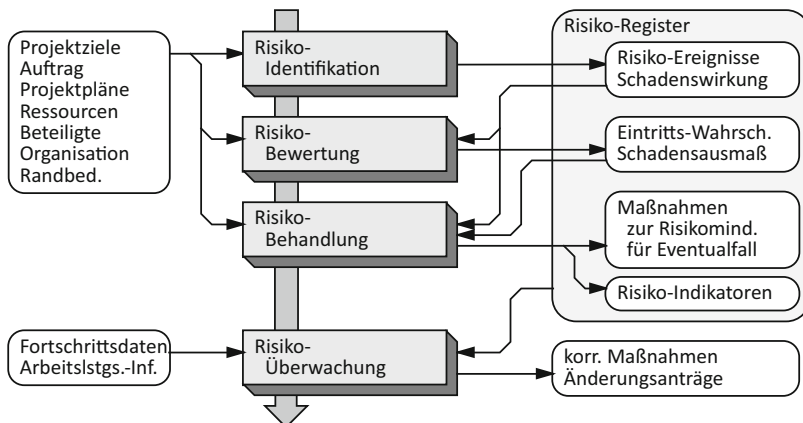 Projektziele
Auftrag
Projektpläne
Ressourcen
Beteiligte
Organisation
Randbed.
Risiko-
Identifikation
Risiko-Register
Risiko-Ereignisse
Schadenswirkung
Risiko-
Bewertung
Eintritts-Wahrsch.
Schadensausmaß
Risiko-
Behandlung
Maßnahmen
zur Risikomind.
für Eventualfall
Risiko-Indikatoren
Fortschrittsdaten
Arbeitslstgs.-Inf.
Risiko-
Überwachung
korr. Maßnahmen
Änderungsanträge